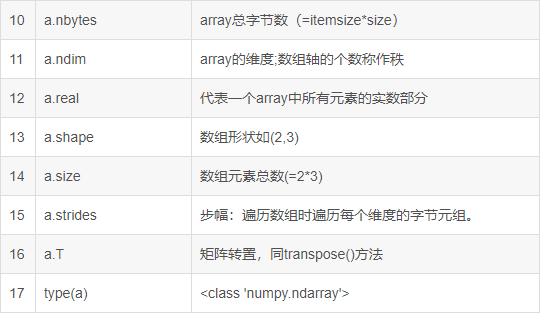 10 a.nbytes array总字节数（=itemsize*size）
11 a.ndim array的维度;数组轴的个数称作秩
12 a.real 代表一个array中所有元素的实数部分
13 a.shape 数组形状如(2,3)
14 a.size 数组元素总数(=2*3)
15 a.strides 步幅：遍历数组时遍历每个维度的字节元组。
16 a.T 矩阵转置，同transpose()方法
17 type(a) <class 'numpy.ndarray'>